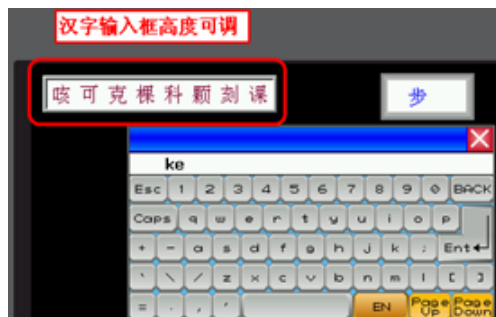 汉字输入框高度可调
咳可克棵科颗刻课
步
ke
Esc 1 2 3 4 5 6 7 8 9 0 BACK
Caps q w e r t y u i o p
+ - a s d f g h j k ; Ent
` \ / z x c v b n m l [ ]
= . , ' EN Page Up Page Down